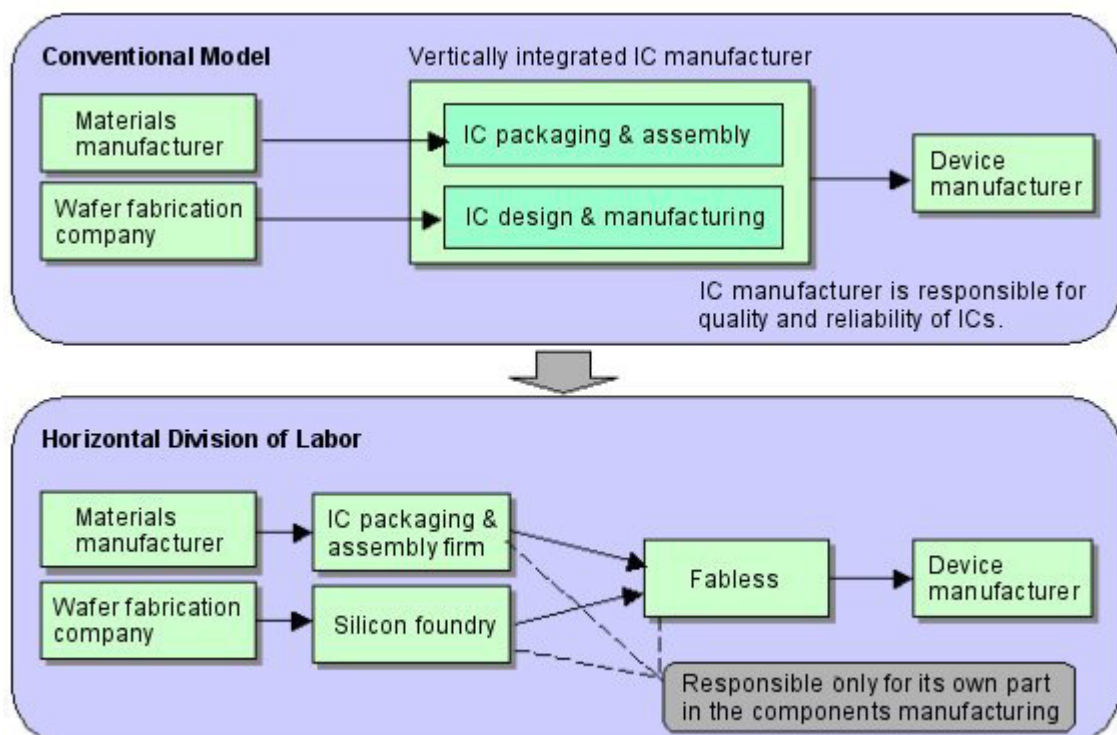 Conventional Model
Vertically integrated IC manufacturer
Materials
manufacturer
IC packaging & assembly
Device
manufacturer
Wafer fabrication
company
IC design & manufacturing
IC manufacturer is responsible for
quality and reliability of ICs.
Horizontal Division of Labor
Materials
manufacturer
IC packaging &
assembly firm
Fabless
Device
manufacturer
Wafer fabrication
company
Silicon foundry
Responsible only for its own part
in the components manufacturing